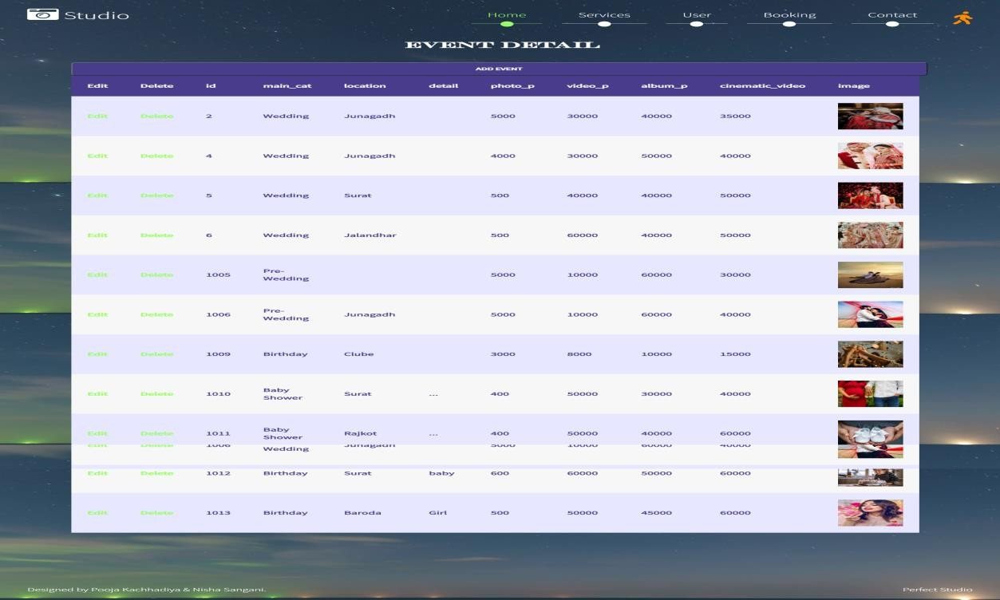 Studio
Home Services User Booking Contact
EVENT DETAIL
ADD EVENT
Edit Delete id main_cat location detail photo_p video_p album_p cinematic_video image
Edit Delete 2 Wedding Junagadh 5000 30000 40000 35000
Edit Delete 4 Wedding Junagadh 4000 30000 50000 40000
Edit Delete 5 Wedding Surat 500 40000 40000 50000
Edit Delete 6 Wedding Jalandhar 500 60000 40000 50000
Pre-
Edit Delete 1005 Wedding 5000 10000 60000 30000
Pre-
Edit Delete 1006 Wedding Junagadh 5000 10000 60000 40000
Edit Delete 1009 Birthday Clube 3000 8000 10000 15000
Baby
Edit Delete 1010 Shower Surat ... 400 50000 30000 40000
Baby
Edit Delete 1011 Shower Rajkot ... 400 50000 40000 60000
Edit Delete 1006 Junagadh 5000 10000 60000 40000
Wedding
Edit Delete 1012 Birthday Surat baby 600 60000 50000 60000
Edit Delete 1013 Birthday Baroda Girl 500 50000 45000 60000
Designed by Pooja Kachhadiya & Nisha Sangani. Perfect Studio